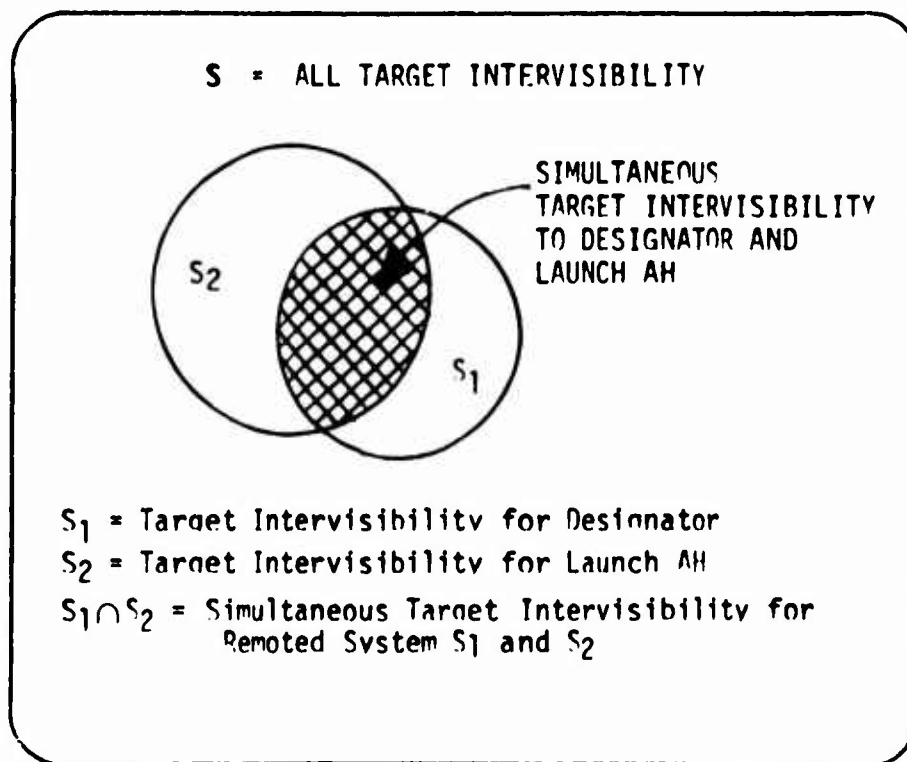 S = ALL TARGET INTERVISIBILITY
SIMULTANEOUS
TARGET INTERVISIBILITY
TO DESIGNATOR AND
LAUNCH AH
S2
S1
S1 = Target Intervisibility for Designator
S2 = Target Intervisibility for Launch AH
S1∩S2 = Simultaneous Target Intervisibility for
Remoted System S1 and S2